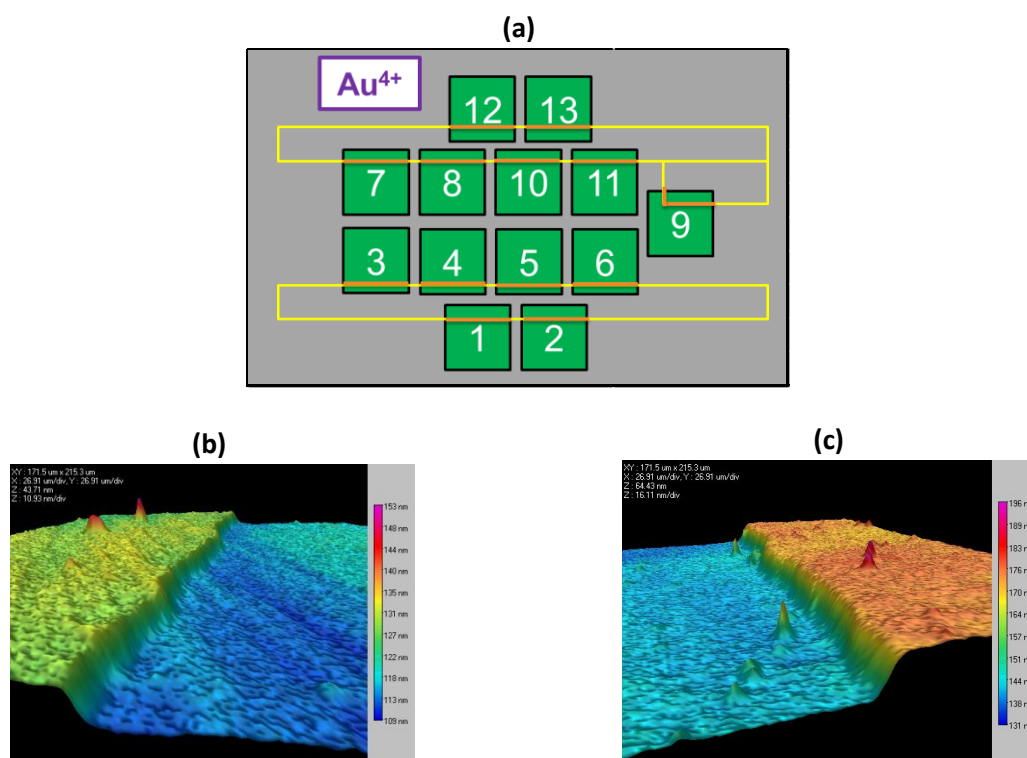 (a)
Au4+
12 13
7 8 10 11
9
3 4 5 6
1 2
(b)
XY : 171.5 um x 215.3 um
X : 26.91 um/div, Y : 26.91 um/div
Z : 43.71 nm
Z : 10.93 nm/div
153 nm
148 nm
144 nm
140 nm
135 nm
131 nm
127 nm
122 nm
118 nm
113 nm
109 nm
(c)
XY : 171.5 um x 215.3 um
X : 26.91 um/div, Y : 26.91 um/div
Z : 64.43 nm
Z : 16.11 nm/div
196 n
189 n
183 n
176 n
170 n
164 n
157 n
151 n
144 n
138 n
131 n